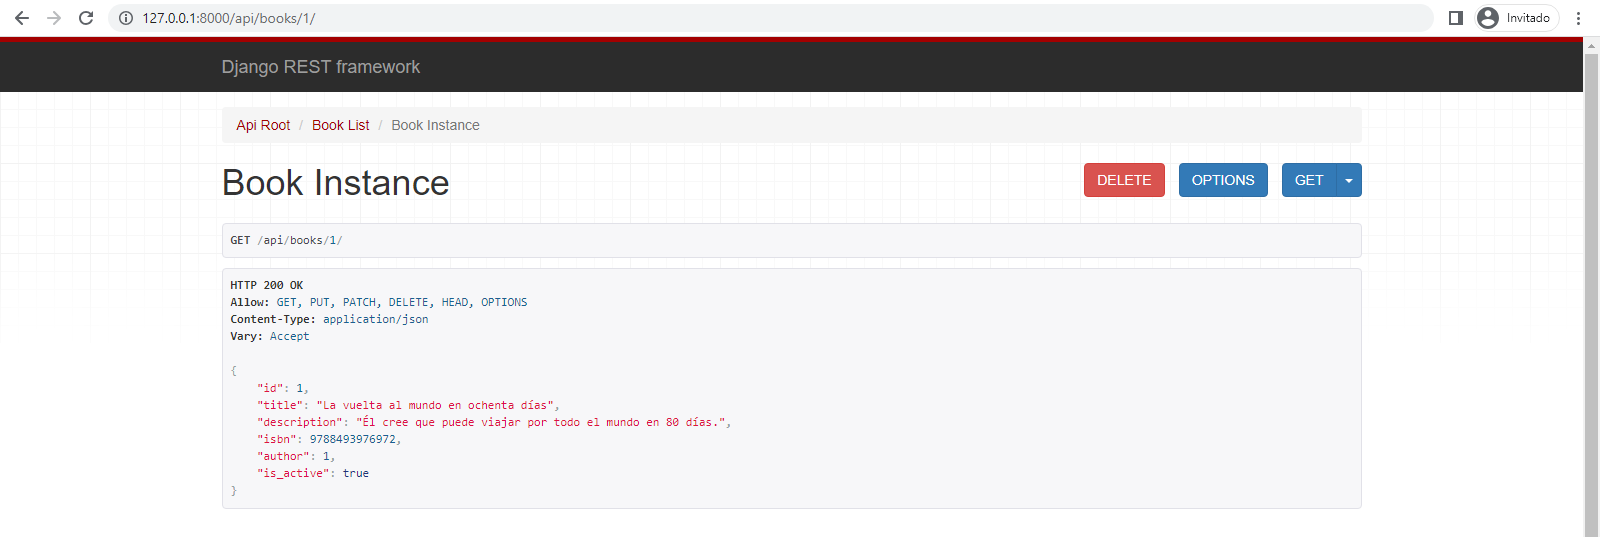 127.0.0.1:8000/api/books/1/
Invitado
Django REST framework
Api Root / Book List / Book Instance
Book Instance
DELETE
OPTIONS
GET
GET /api/books/1/
HTTP 200 OK
Allow: GET, PUT, PATCH, DELETE, HEAD, OPTIONS
Content-Type: application/json
Vary: Accept
{
    "id": 1,
    "title": "La vuelta al mundo en ochenta días",
    "description": "Él cree que puede viajar por todo el mundo en 80 días.",
    "isbn": 9788493976972,
    "author": 1,
    "is_active": true
}